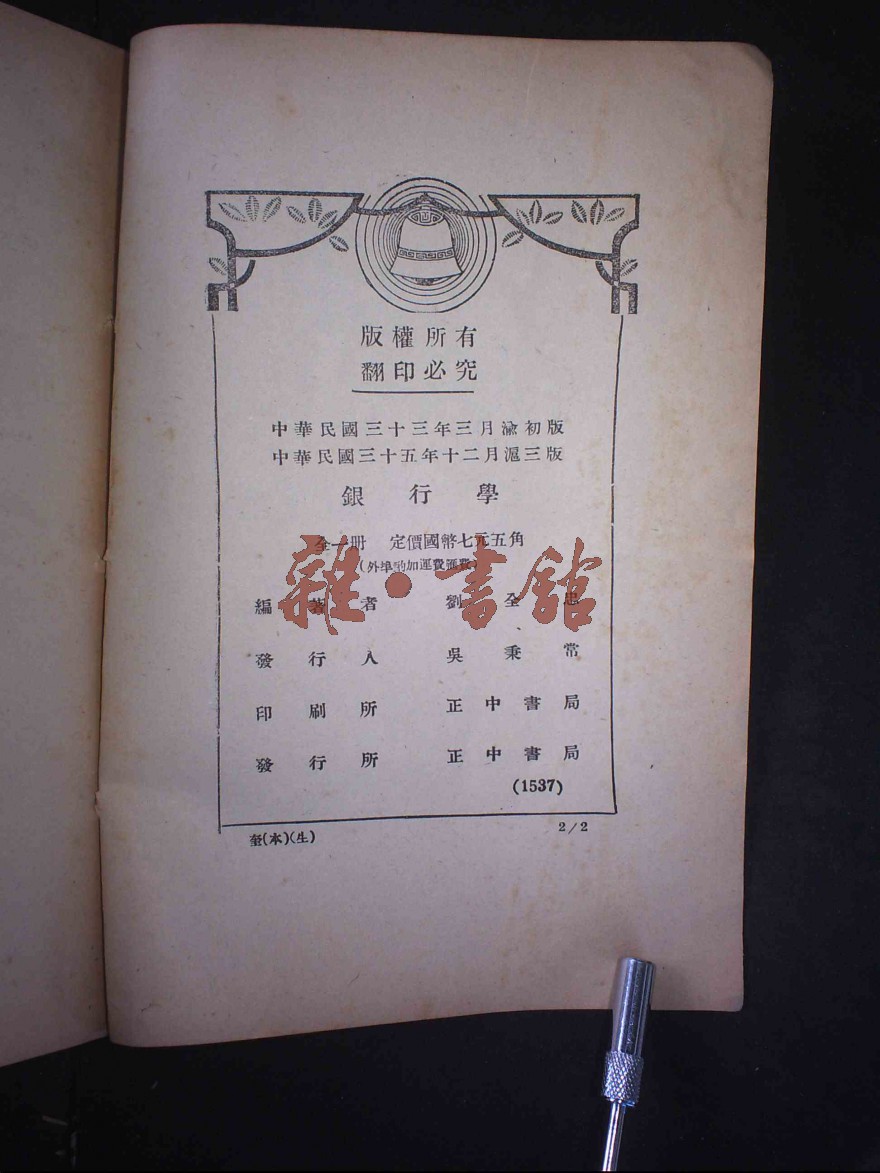 版權所有
翻印必究
中華民國三十三年三月渝初版
中華民國三十五年十二月滬三版
銀行學
全一册 定價國幣七元五角
(外埠酌加運費滙費)
編著者 劉全忠
發行人 吳秉常
印刷所 正中書局
發行所 正中書局
(1537)
(本)(生) 2/2
雜·書館